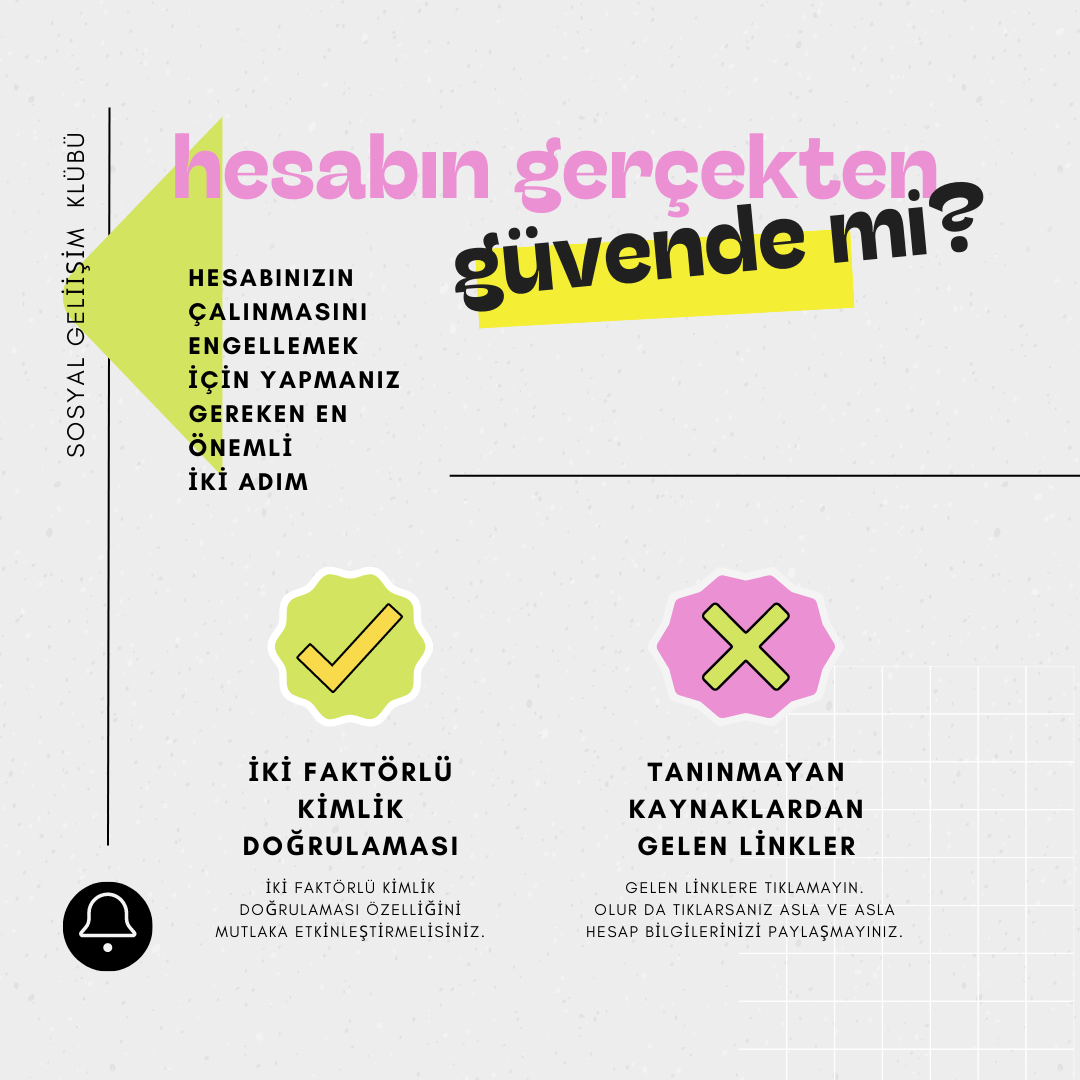 SOSYAL GELİİŞİM KLÜBÜ
hesabın gerçekten
güvende mi?
HESABINIZIN
ÇALINMASINI
ENGELLEMEK
İÇİN YAPMANIZ
GEREKEN EN
ÖNEMLİ
İKİ ADIM
İKİ FAKTÖRLÜ
KİMLİK
DOĞRULAMASI
İKİ FAKTÖRLÜ KİMLİK
DOĞRULAMASI ÖZELLİĞİNİ
MUTLAKA ETKİNLEŞTİRMELİSİNİZ.
TANINMAYAN
KAYNAKLARDAN
GELEN LİNKLER
GELEN LİNKLERE TIKLAMAYIN.
OLUR DA TIKLARSANIZ ASLA VE ASLA
HESAP BİLGİLERİNİZİ PAYLAŞMAYINIZ.